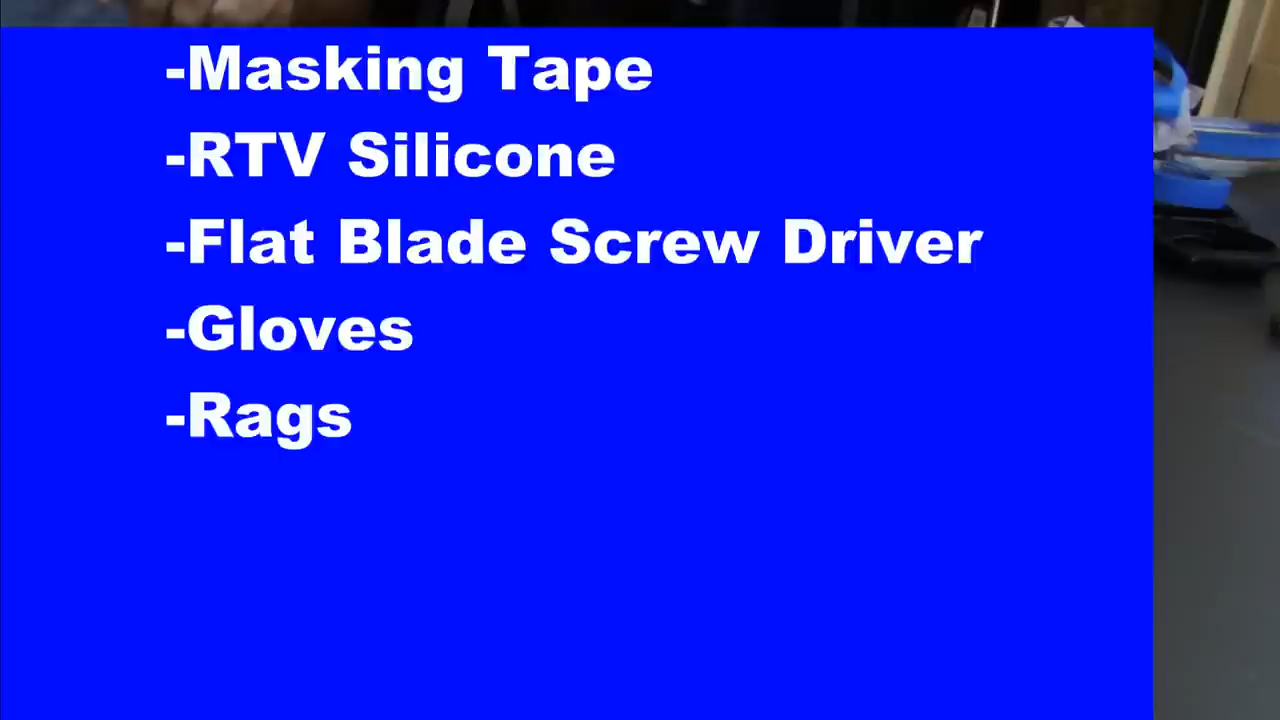 -Masking Tape
-RTV Silicone
-Flat Blade Screw Driver
-Gloves
-Rags